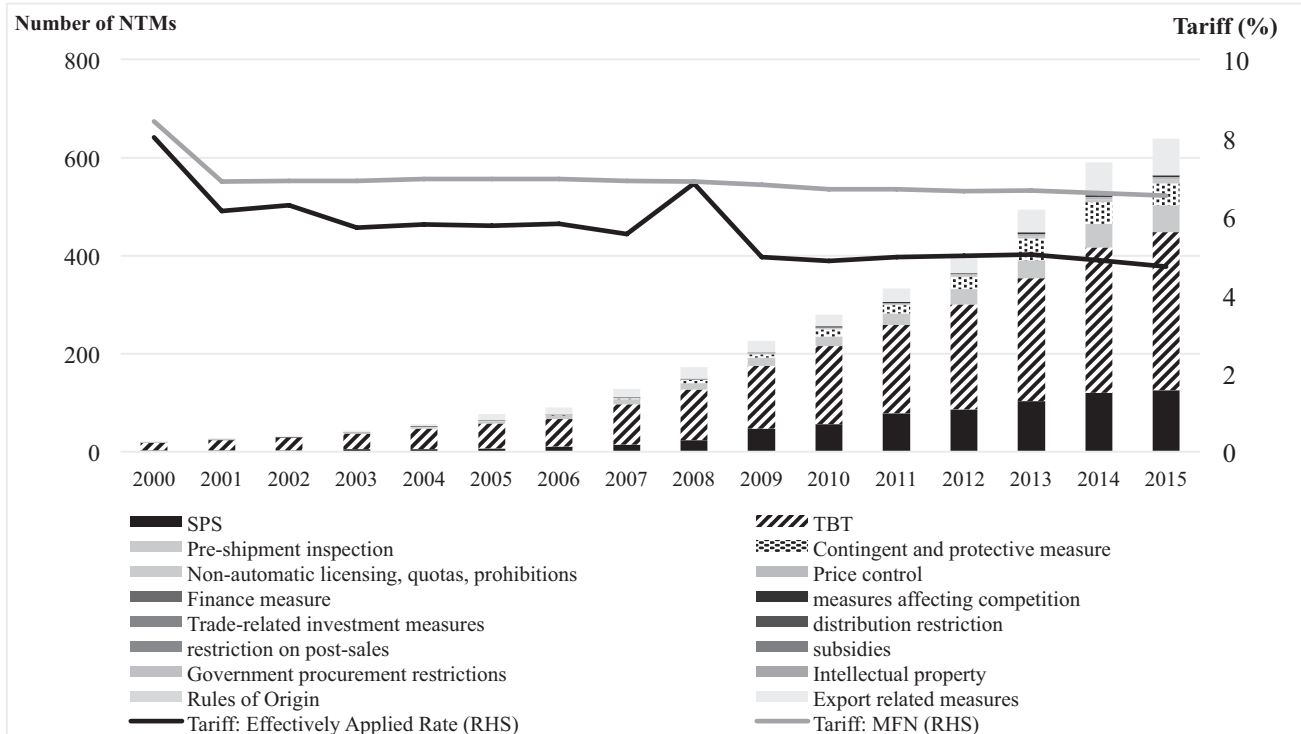 Number of NTMs Tariff (%)
800 10
600 8
400 6
4
200 2
0 0
2000 2001 2002 2003 2004 2005 2006 2007 2008 2009 2010 2011 2012 2013 2014 2015
SPS TBT
Pre-shipment inspection Contingent and protective measure
Non-automatic licensing, quotas, prohibitions Price control
Finance measure measures affecting competition
Trade-related investment measures distribution restriction
restriction on post-sales subsidies
Government procurement restrictions Intellectual property
Rules of Origin Export related measures
Tariff: Effectively Applied Rate (RHS) Tariff: MFN (RHS)